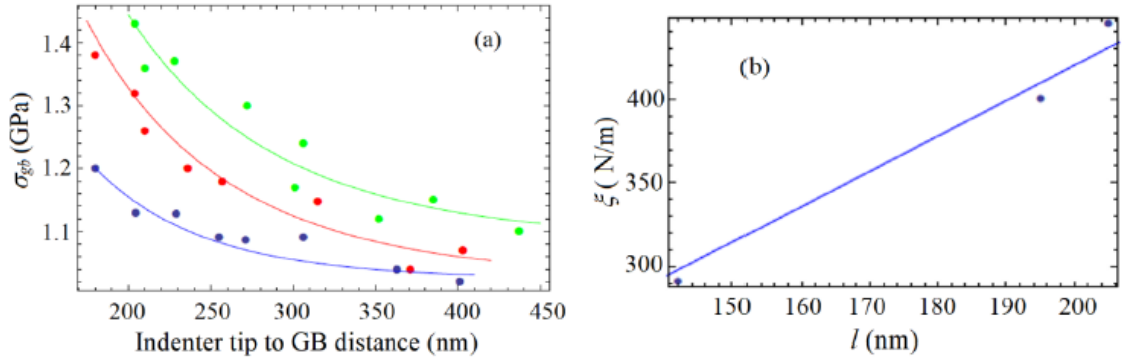 (a)
σgb (GPa)
1.4
1.3
1.2
1.1
200 250 300 350 400 450
Indenter tip to GB distance (nm)
(b)
ξ ( N/m)
400
350
300
150 160 170 180 190 200
l (nm)